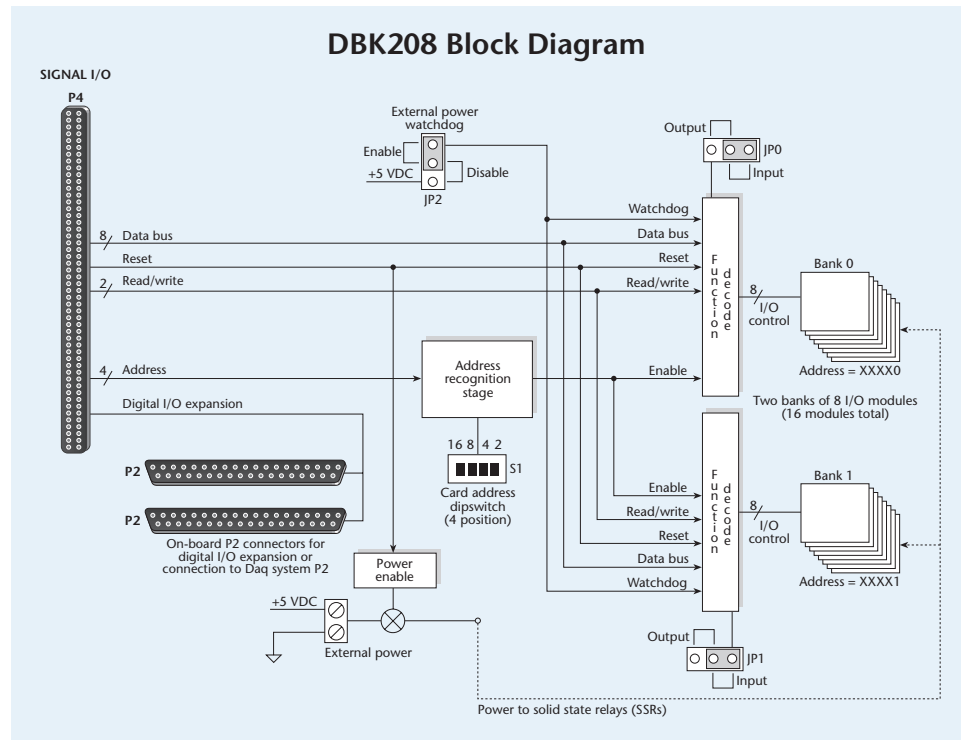 DBK208 Block Diagram
SIGNAL I/O
P4
External power
watchdog
Enable
+5 VDC
Disable
JP2
Output
JP0
Input
8
Data bus
Reset
2
Read/write
4
Address
Digital I/O expansion
Watchdog
Data bus
Reset
Read/write
Enable
Function
decode
8
I/O
control
Bank 0
Address = XXXX0
Two banks of 8 I/O modules
(16 modules total)
Address
recognition
stage
16 8 4 2
S1
Card address
dipswitch
(4 position)
P2
P2
On-board P2 connectors for
digital I/O expansion or
connection to Daq system P2
Enable
Read/write
Reset
Data bus
Watchdog
Function
decode
8
I/O
control
Bank 1
Address = XXXX1
Power
enable
+5 VDC
External power
Output
JP1
Input
Power to solid state relays (SSRs)